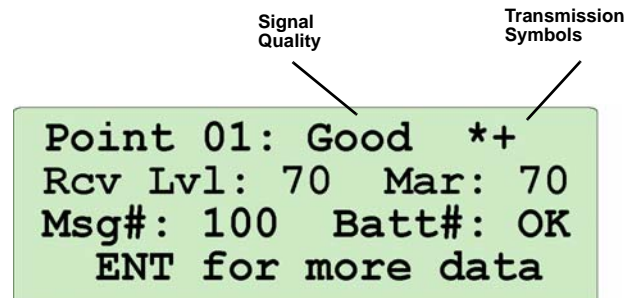 Signal
Quality
Transmission
Symbols
Point 01: Good *+
Rcv Lvl: 70 Mar: 70
Msg#: 100 Batt#: OK
ENT for more data